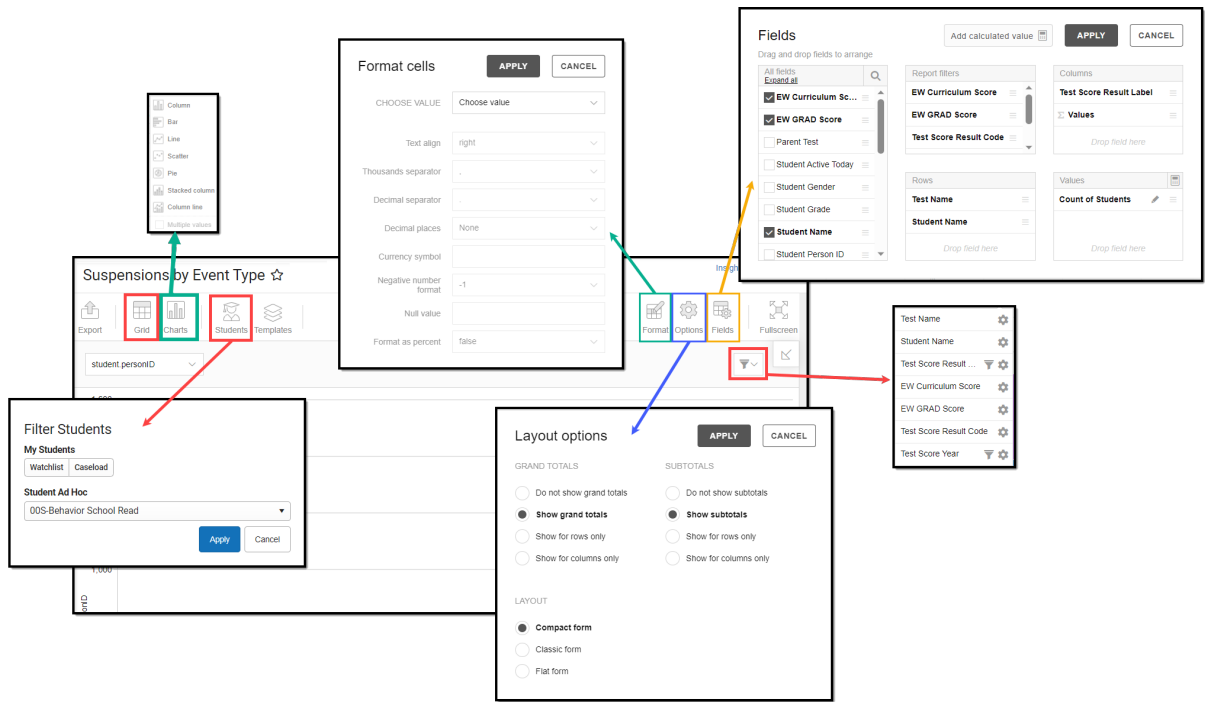 Column
Bar
Line
Scatter
Pie
Stacked column
Column line
Multiple values
Format cells
APPLY
CANCEL
CHOOSE VALUE
Choose value
Text align
right
Thousands separator
,
Decimal separator
.
Decimal places
None
Currency symbol
Negative number format
-1
Null value
Format as percent
false
Fields
Add calculated value
APPLY
CANCEL
Drag and drop fields to arrange
All fields
Expand all
EW Curriculum Sc...
EW GRAD Score
Parent Test
Student Active Today
Student Gender
Student Grade
Student Name
Student Person ID
Report filters
EW Curriculum Score
EW GRAD Score
Test Score Result Code
Columns
Test Score Result Label
Σ Values
Drop field here
Rows
Test Name
Student Name
Drop field here
Values
Count of Students
Drop field here
Suspensions by Event Type
Insigh
Export
Grid
Charts
Students
Templates
Format
Options
Fields
Fullscreen
student.personID
1,000
Filter Students
My Students
Watchlist
Caseload
Student Ad Hoc
00S-Behavior School Read
Apply
Cancel
Layout options
APPLY
CANCEL
GRAND TOTALS
SUBTOTALS
Do not show grand totals
Do not show subtotals
Show grand totals
Show subtotals
Show for rows only
Show for rows only
Show for columns only
Show for columns only
LAYOUT
Compact form
Classic form
Flat form
Test Name
Student Name
Test Score Result ...
EW Curriculum Score
EW GRAD Score
Test Score Result Code
Test Score Year